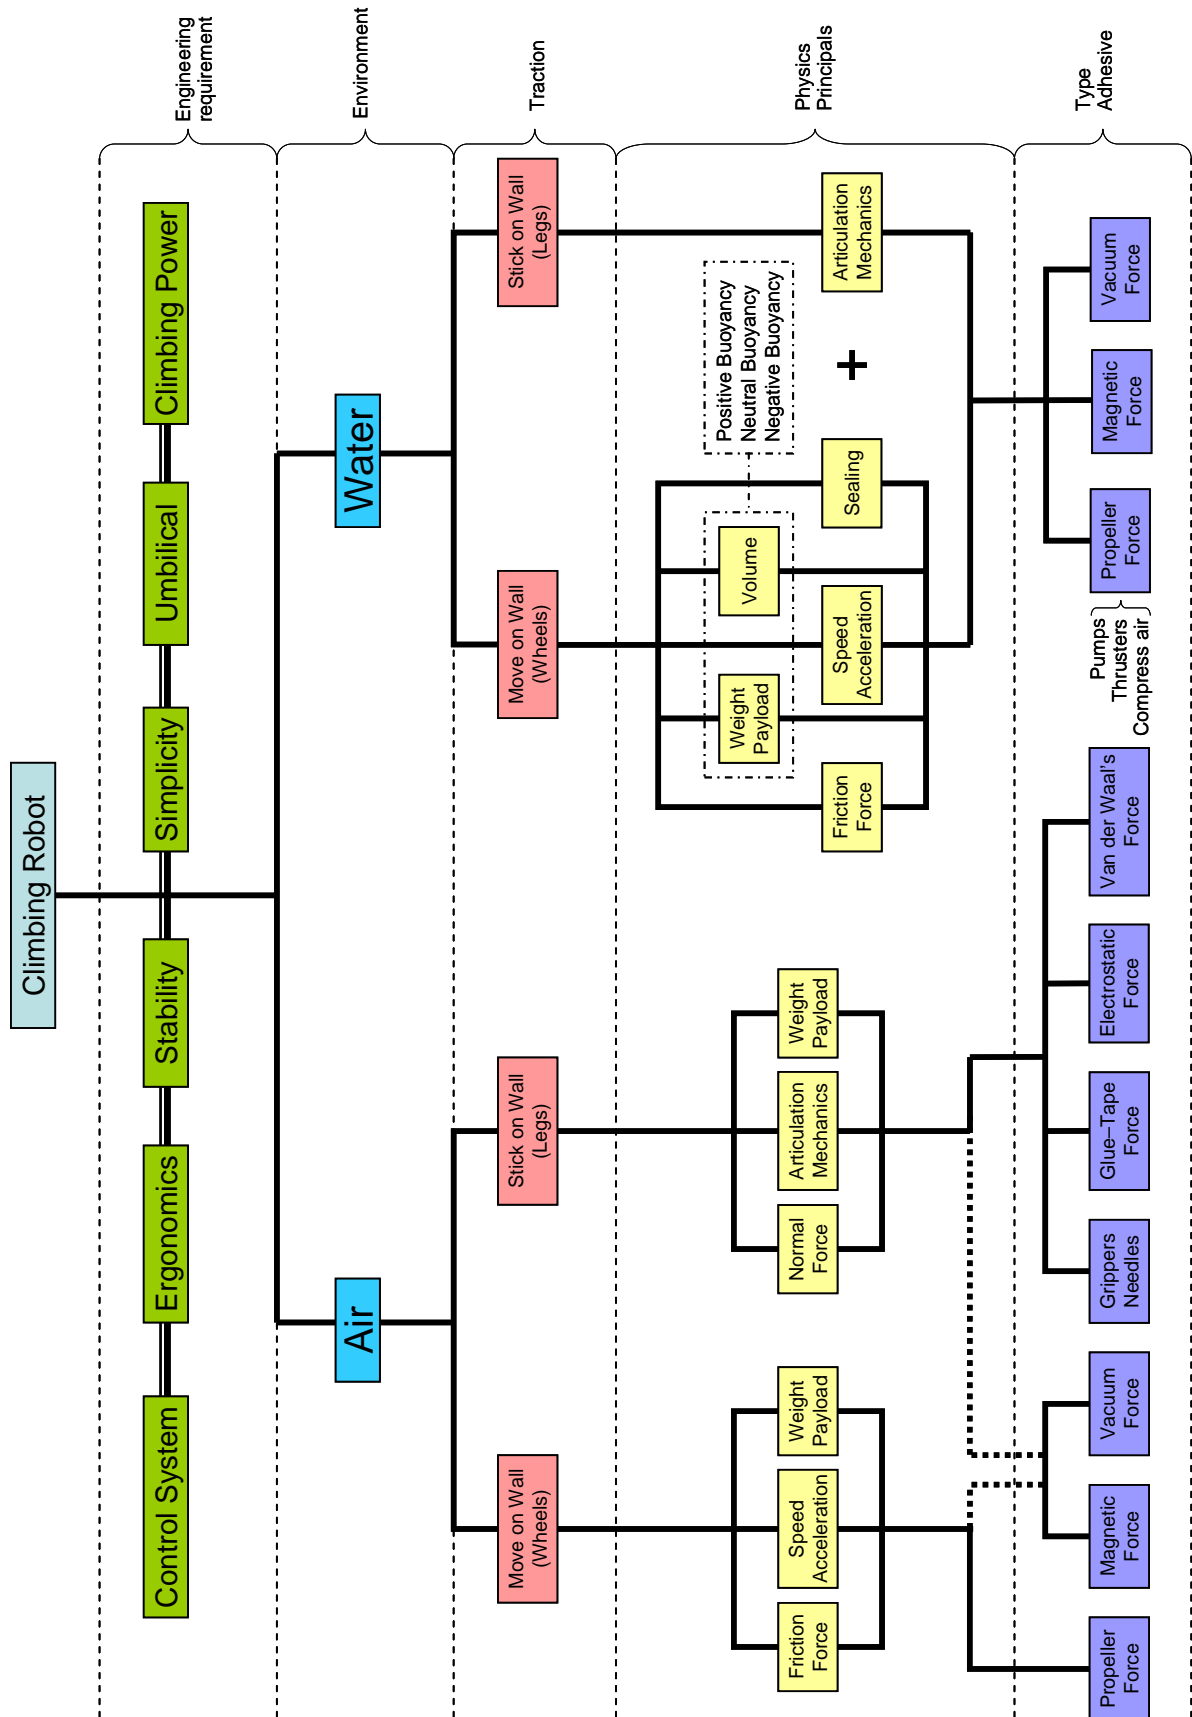 Climbing Robot
Engineering
requirement
Control System
Ergonomics
Stability
Simplicity
Umbilical
Climbing Power
Environment
Air
Water
Traction
Move on Wall
(Wheels)
Stick on Wall
(Legs)
Move on Wall
(Wheels)
Stick on Wall
(Legs)
Physics
Principals
Friction
Force
Speed
Acceleration
Weight
Payload
Normal
Force
Articulation
Mechanics
Weight
Payload
Friction
Force
Weight
Payload
Speed
Acceleration
Volume
Sealing
Positive Buoyancy
Neutral Buoyancy
Negative Buoyancy
+
Articulation
Mechanics
Type
Adhesive
Propeller
Force
Magnetic
Force
Vacuum
Force
Grippers
Needles
Glue–Tape
Force
Electrostatic
Force
Van der Waal's
Force
Pumps
Thrusters
Compress air
Propeller
Force
Magnetic
Force
Vacuum
Force